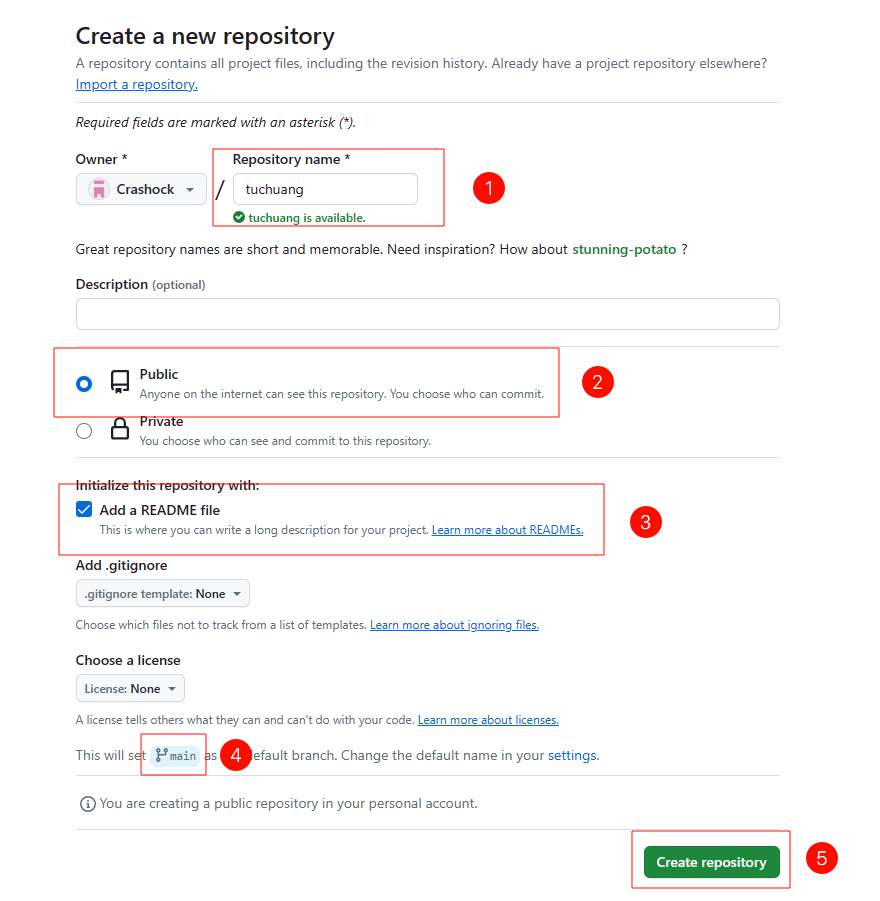 Create a new repository
A repository contains all project files, including the revision history. Already have a project repository elsewhere?
Import a repository.
Required fields are marked with an asterisk (*).
Owner *
Repository name *
Crashock
/
tuchuang
1
tuchuang is available.
Great repository names are short and memorable. Need inspiration? How about stunning-potato ?
Description (optional)
Public
Anyone on the internet can see this repository. You choose who can commit.
2
Private
You choose who can see and commit to this repository.
Initialize this repository with:
Add a README file
This is where you can write a long description for your project. Learn more about READMEs.
3
Add .gitignore
.gitignore template: None
Choose which files not to track from a list of templates. Learn more about ignoring files.
Choose a license
License: None
A license tells others what they can and can't do with your code. Learn more about licenses.
This will set main as 4 efault branch. Change the default name in your settings.
You are creating a public repository in your personal account.
Create repository
5